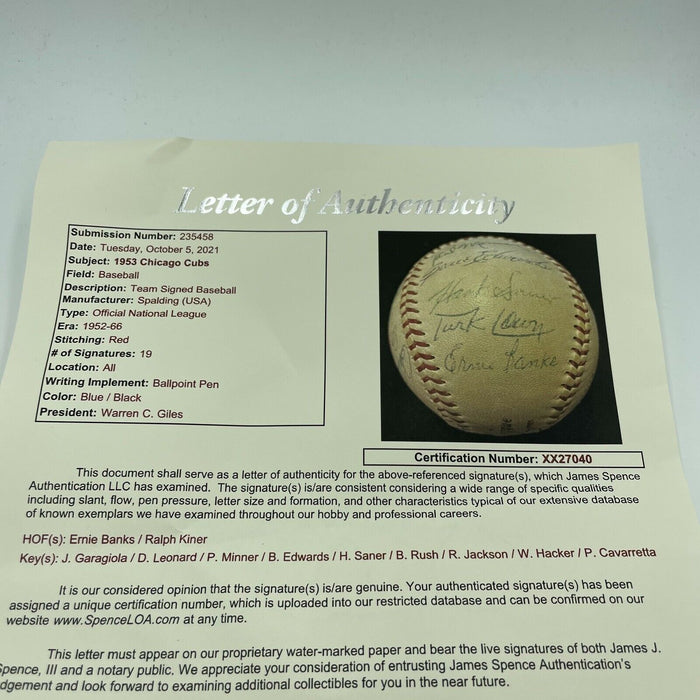 Letter of Authenticity
Submission Number: 235458
Date: Tuesday, October 5, 2021
Subject: 1953 Chicago Cubs
Field: Baseball
Description: Team Signed Baseball
Manufacturer: Spalding (USA)
Type: Official National League
Era: 1952-66
Stitching: Red
# of Signatures: 19
Location: All
Writing Implement: Ballpoint Pen
Color: Blue / Black
President: Warren C. Giles
Hank Sauer
Turk Lown
Ernie Banks
Certification Number: XX27040
This document shall serve as a letter of authenticity for the above-referenced signature(s), which James Spence
Authentication LLC has examined. The signature(s) is/are consistent considering a wide range of specific qualities
including slant, flow, pen pressure, letter size and formation, and other characteristics typical of our extensive database
of known exemplars we have examined throughout our hobby and professional careers.
HOF(s): Ernie Banks / Ralph Kiner
Key(s): J. Garagiola / D. Leonard / P. Minner / B. Edwards / H. Saner / B. Rush / R. Jackson / W. Hacker / P. Cavarretta
It is our considered opinion that the signature(s) is/are genuine. Your authenticated signature(s) has been
assigned a unique certification number, which is uploaded into our restricted database and can be confirmed on our
website www.SpenceLOA.com at any time.
This letter must appear on our proprietary water-marked paper and bear the live signatures of both James J.
Spence, III and a notary public. We appreciate your consideration of entrusting James Spence Authentication's
dgement and look forward to examining additional collectibles for you in the near future.